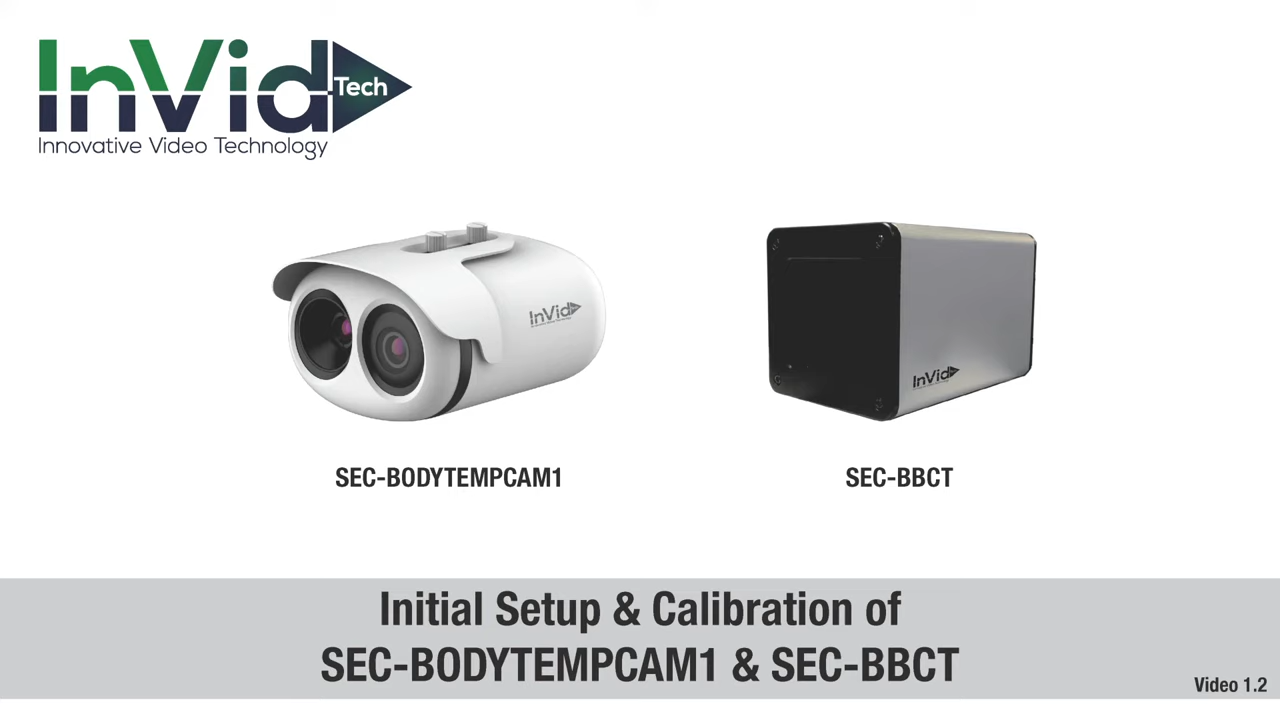 InVid Tech
Innovative Video Technology
InVid
InVid
SEC-BODYTEMPCAM1
SEC-BBCT
Initial Setup & Calibration of
SEC-BODYTEMPCAM1 & SEC-BBCT
Video 1.2